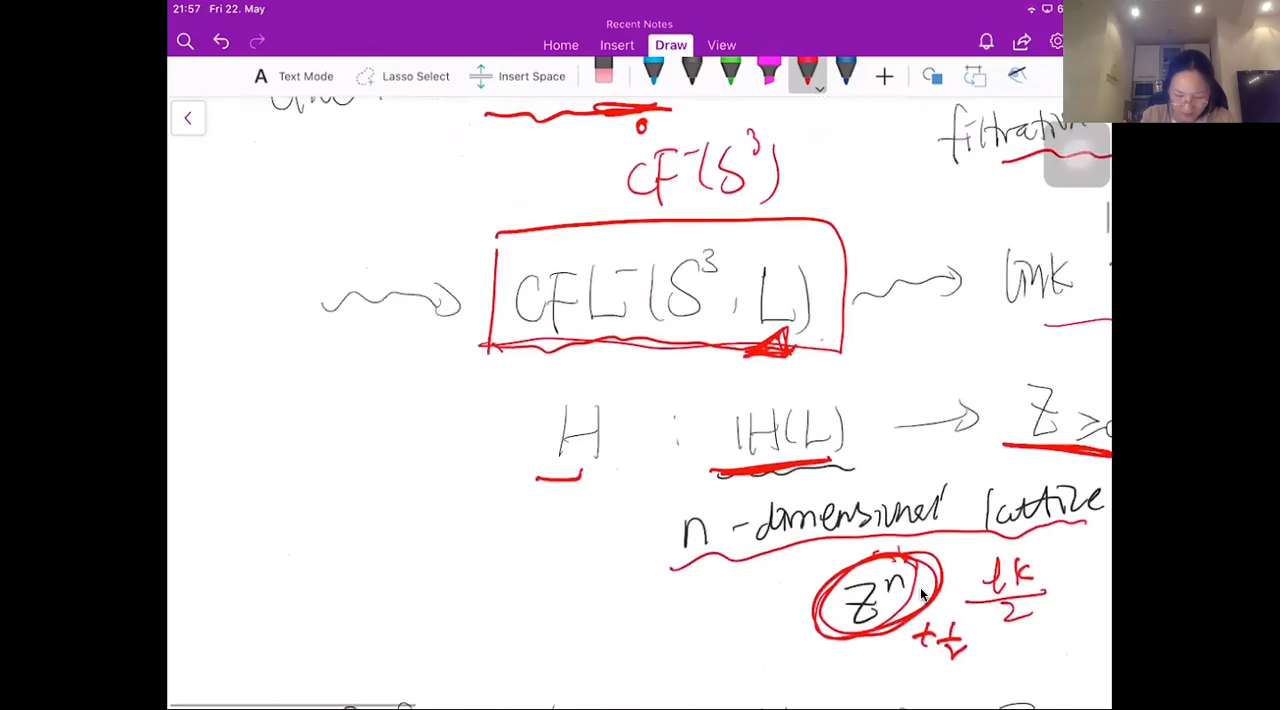 21:57 Fri 22. May
Recent Notes
Home Insert Draw View
A Text Mode Lasso Select Insert Space
filtration
CF⁻(S³)
CFL⁻(S³, L) link
H : ℍ(L) → Z≥0
n-dimensional lattice
Zⁿ lk/2
+ 1/2